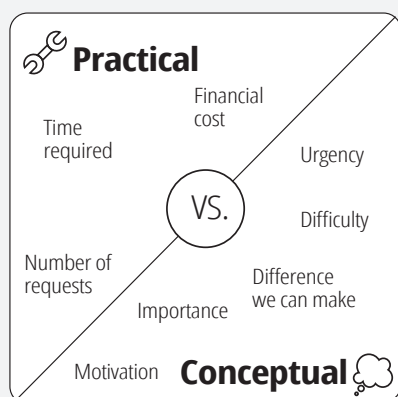 Practical
Financial
cost
Time
required
Urgency
VS.
Difficulty
Number of
requests
Difference
we can make
Importance
Motivation
Conceptual